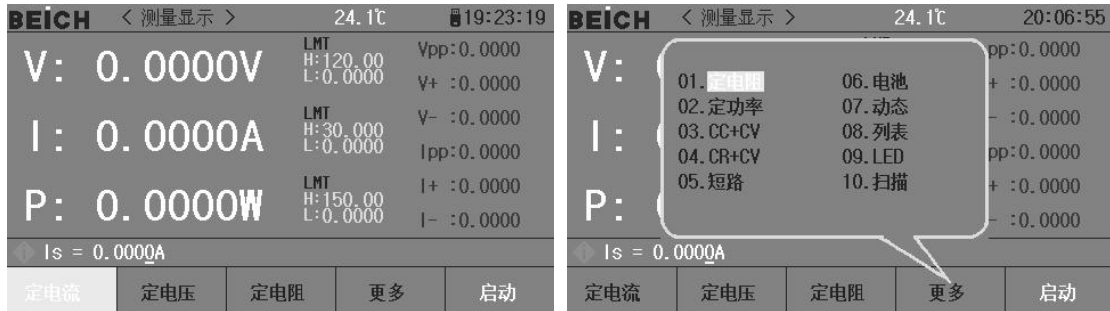 BEICH <测量显示> 24.1℃ 19:23:19
V: 0.0000V LMT H:120.00 L:0.0000
I: 0.0000A LMT H:30.000 L:0.0000
P: 0.0000W LMT H:150.00 L:0.0000
Vpp:0.0000
V+ :0.0000
V- :0.0000
Ipp:0.0000
I+ :0.0000
I- :0.0000
Is = 0.0000A
定电流 定电压 定电阻 更多 启动
BEICH <测量显示> 24.1℃ 20:06:55
V:
I:
P:
01.定电阻 06.电池
02.定功率 07.动态
03.CC+CV 08.列表
04.CR+CV 09.LED
05.短路 10.扫描
pp:0.0000
+ :0.0000
- :0.0000
pp:0.0000
+ :0.0000
- :0.0000
Is = 0.0000A
定电流 定电压 定电阻 更多 启动